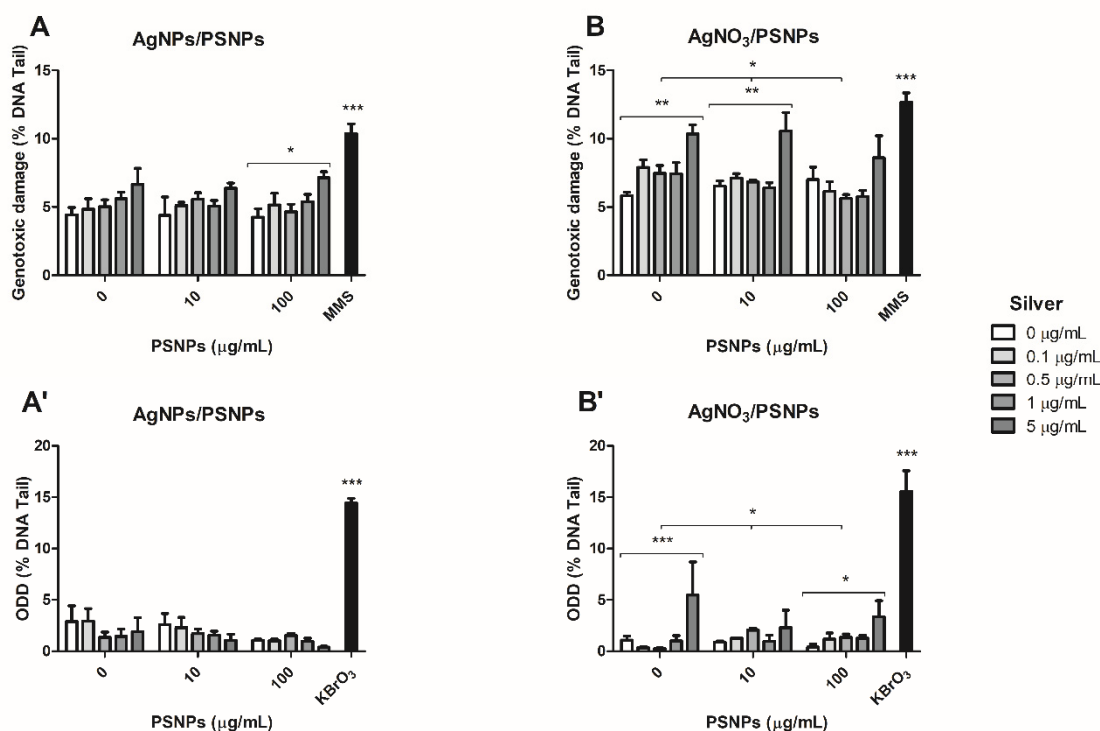 A
AgNPs/PSNPs
Genotoxic damage (% DNA Tail)
15
10
5
0
*
***
0
10
100
MMS
PSNPs (μg/mL)
B
AgNO₃/PSNPs
Genotoxic damage (% DNA Tail)
15
10
5
0
*
**
**
***
0
10
100
MMS
PSNPs (μg/mL)
Silver
0 μg/mL
0.1 μg/mL
0.5 μg/mL
1 μg/mL
5 μg/mL
A'
AgNPs/PSNPs
ODD (% DNA Tail)
20
15
10
5
0
***
0
10
100
KBrO₃
PSNPs (μg/mL)
B'
AgNO₃/PSNPs
ODD (% DNA Tail)
20
15
10
5
0
***
*
***
*
0
10
100
KBrO₃
PSNPs (μg/mL)